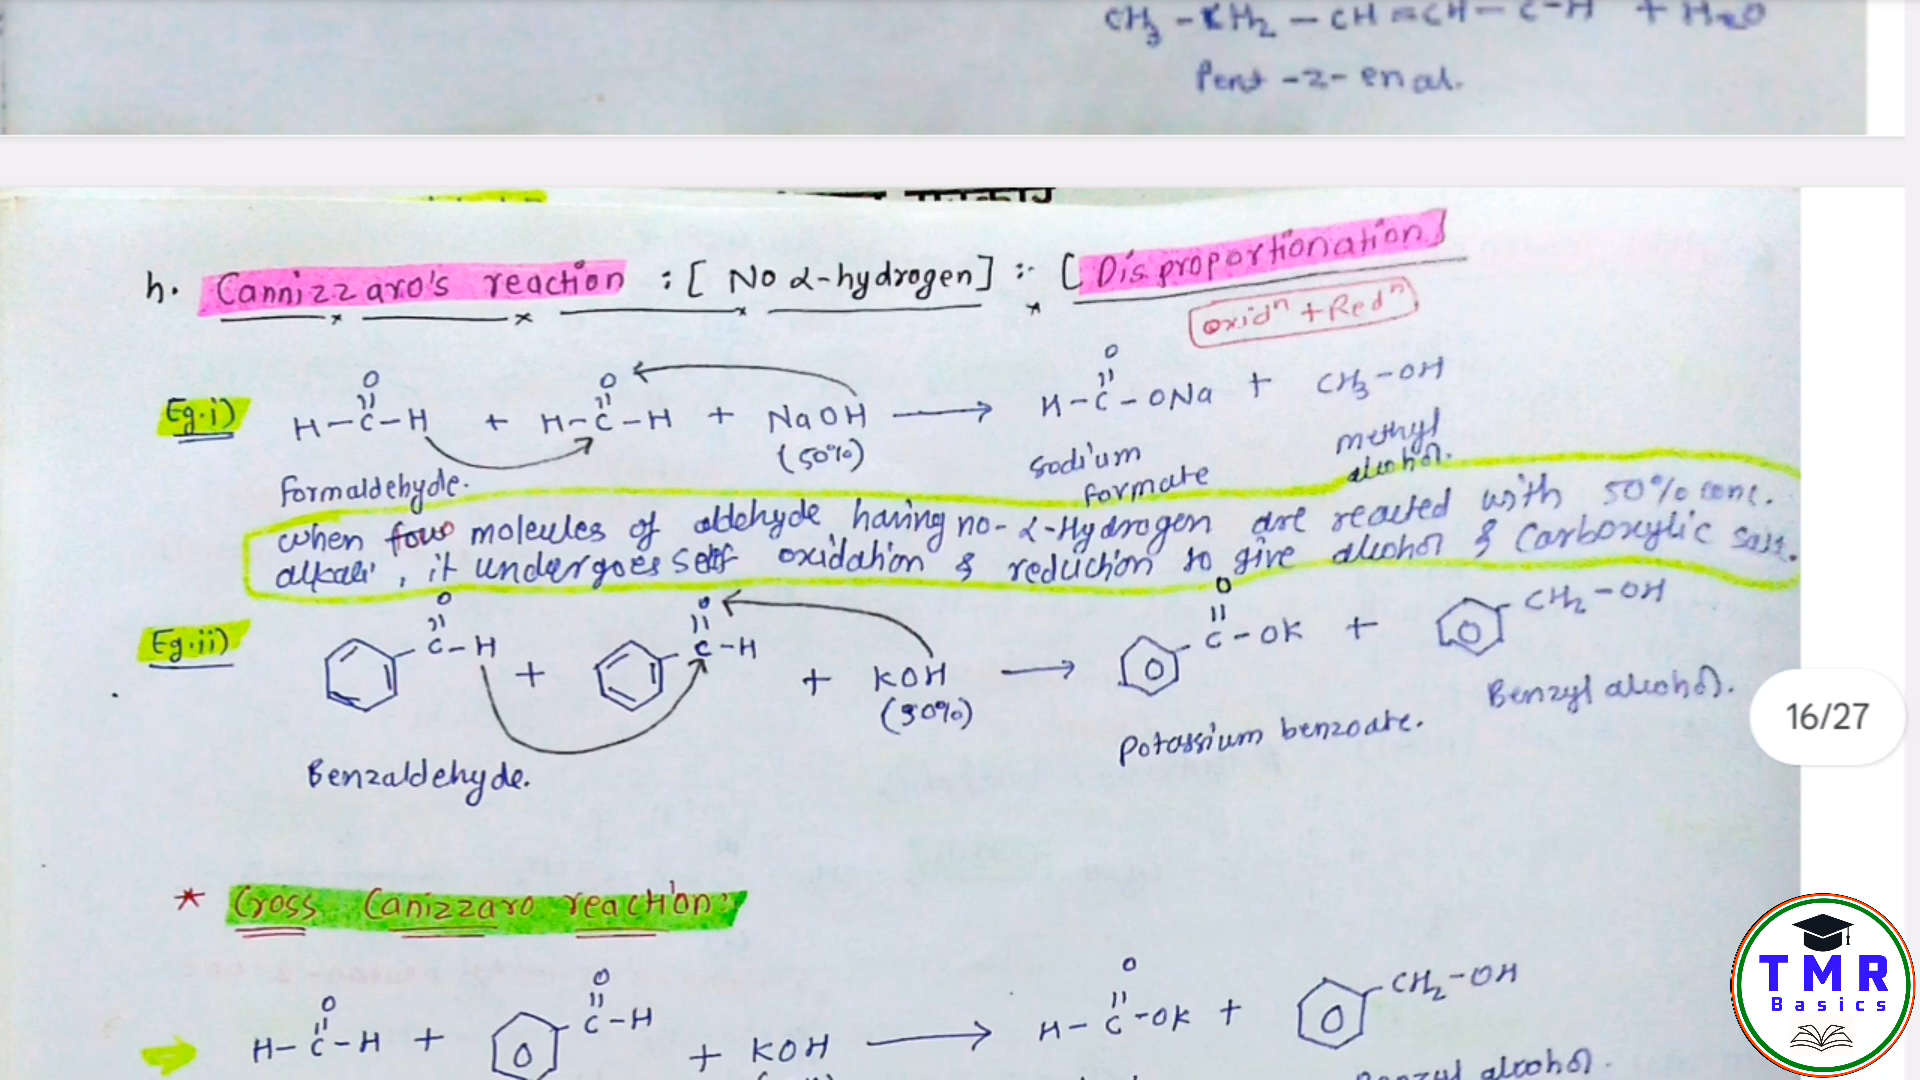 CH₃ - CH₂ - CH = CH - C-H + H₂O
Pent -2- enal.
h. Cannizzaro's reaction : [ No α-hydrogen] :- [ Disproportionation]
Oxidⁿ + Redⁿ
Eg.i) H-C-H + H-C-H + NaOH → H-C-ONa + CH₃-OH
O O O
(50%)
Formaldehyde. sodium formate methyl alcohol.
when four molecules of aldehyde having no-α-Hydrogen are reacted with 50% conc.
alkali, it undergoes self oxidation & reduction to give alcohol & Carboxylic salt.
Eg.ii) C-H + C-H + KOH → C-OK + CH₂-OH
O O O
(50%)
Benzaldehyde. Potassium benzoate. Benzyl alcohol.
16/27
* Cross Canizzaro reaction:
O O O
H-C-H + C-H + KOH → H-C-OK + CH₂-OH
Benzyl alcohol.
TMR
Basics